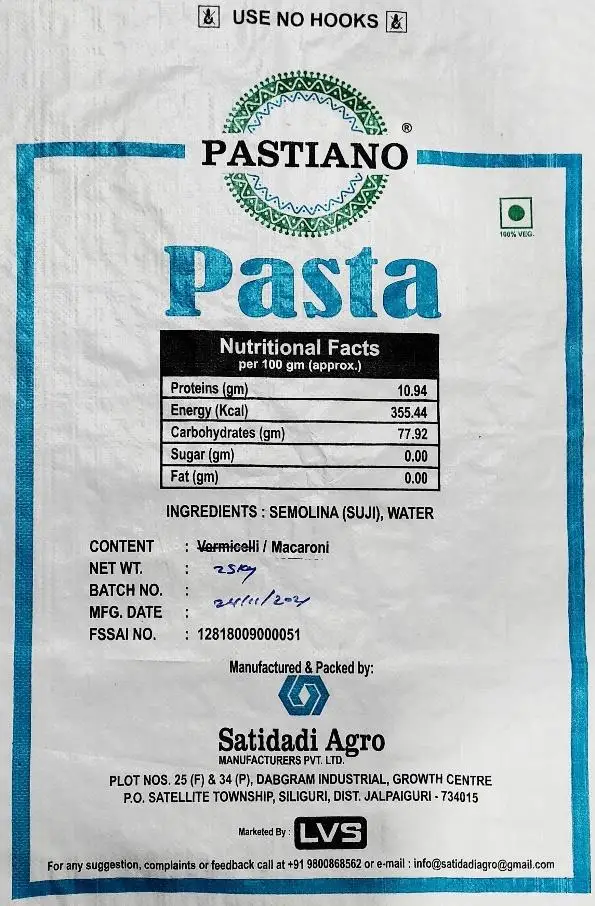 USE NO HOOKS
PASTIANO ®
100% VEG.
Pasta
Nutritional Facts
per 100 gm (approx.)
Proteins (gm) 10.94
Energy (Kcal) 355.44
Carbohydrates (gm) 77.92
Sugar (gm) 0.00
Fat (gm) 0.00
INGREDIENTS : SEMOLINA (SUJI), WATER
CONTENT : Vermicelli / Macaroni
NET WT. : 25kg
BATCH NO. :
MFG. DATE : 24/11/2021
FSSAI NO. : 12818009000051
Manufactured & Packed by:
Satidadi Agro
MANUFACTURERS PVT. LTD.
PLOT NOS. 25 (F) & 34 (P), DABGRAM INDUSTRIAL, GROWTH CENTRE
P.O. SATELLITE TOWNSHIP, SILIGURI, DIST. JALPAIGURI - 734015
Marketed By : LVS
For any suggestion, complaints or feedback call at +91 9800868562 or e-mail : info@satidadiagro@gmail.com